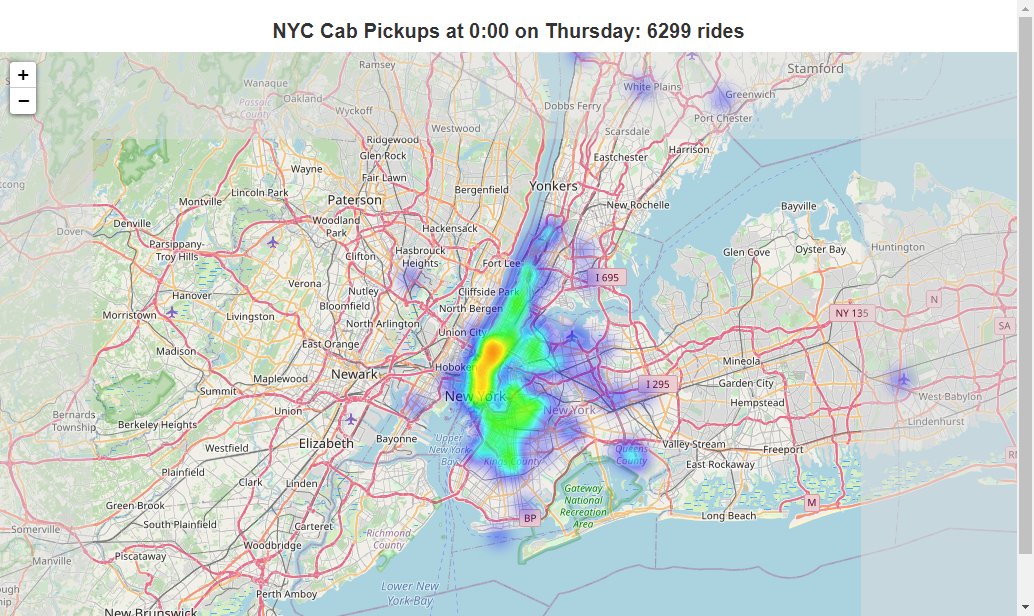 NYC Cab Pickups at 0:00 on Thursday: 6299 rides
+
−
Ramsey
Stamford
Wanaque
White Plains
Greenwich
Oakland
Passaic
County
Wyckoff
Dobbs Ferry
Port Chester
Westwood
Scarsdale
Ridgewood
Glen Rock
Eastchester
Harrison
Wayne
Fair Lawn
Bergenfield
Yonkers
Lincoln Park
Montville
Paterson
New Rochelle
Bayville
Denville
Woodland
Park
Hackensack
Dover
Parsippany-
Troy Hills
Clifton
Hasbrouck
Heights
Fort Lee
Glen Cove
Oyster Bay
Huntington
I 695
Verona
Nutley
Cliffside Park
Hanover
Bloomfield
North Bergen
N
Morristown
Livingston
North Arlington
NY 135
Union City
SA
East Orange
Madison
Mineola
Newark
Hoboken
Maplewood
I 295
Garden City
Summit
New York
Hempstead
West Babylon
Union
New York
Bernards
Township
Berkeley Heights
Lindenhurst
Elizabeth
Bayonne
Upper
New York
Bay
Valley Stream
Freeport
Westfield
Queens
County
Kings County
East Rockaway
Plainfield
Clark
Linden
Gateway
National
Recreation
Area
M
Green Brook
Long Beach
BP
South Plainfield
Carteret
Somerville
Richmond
County
Woodbridge
Piscataway
Manville
Lower New
York Bay
Perth Amboy
New Brunswick